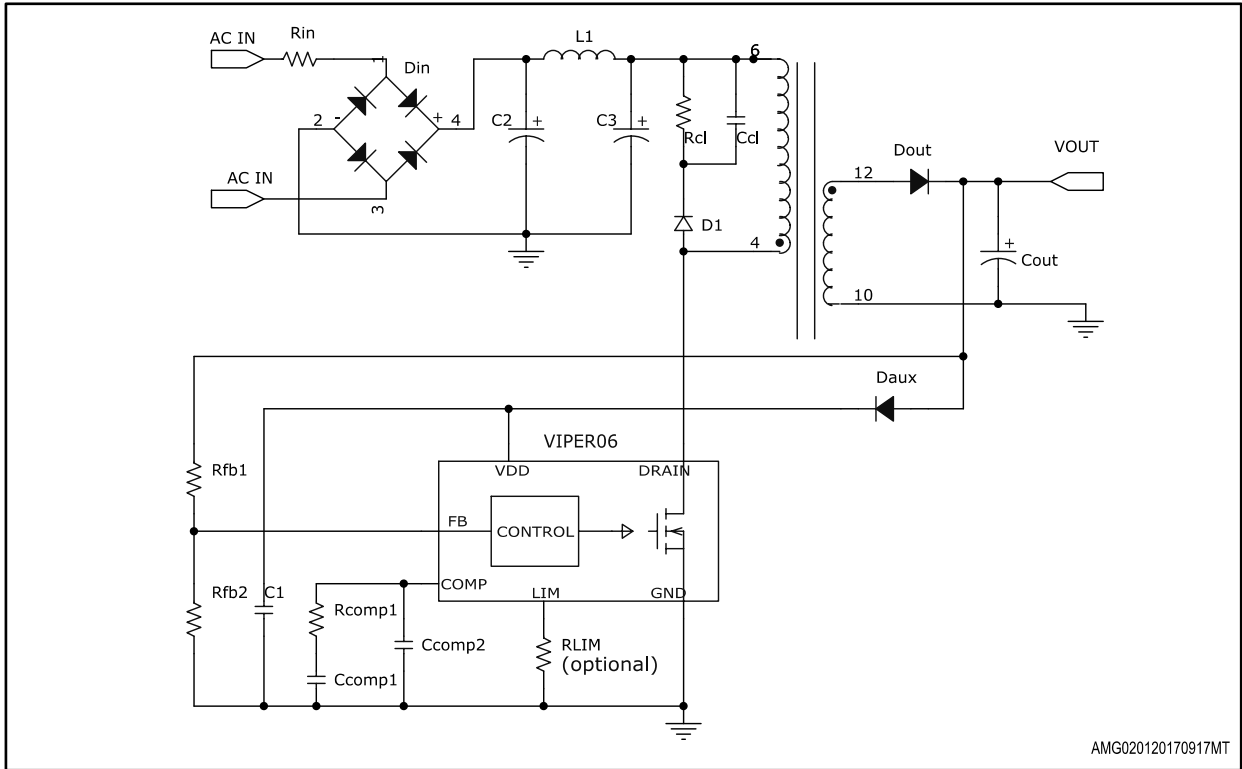 AC IN
Rin
L1
6
1
Din
2
-
+
4
C2
+
C3
+
Rcl
Ccl
AC IN
3
D1
4
12
Dout
VOUT
+
Cout
10
Daux
VIPER06
VDD
DRAIN
Rfb1
FB
CONTROL
COMP
LIM
GND
Rfb2
C1
Rcomp1
Ccomp2
Ccomp1
RLIM
(optional)
AMG020120170917MT